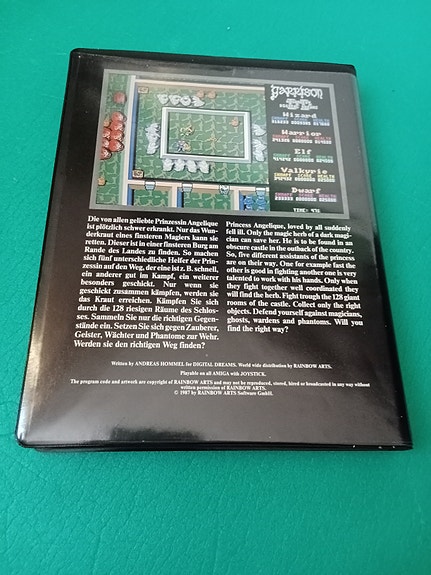 Garrison
Wizard
Warrior
Elf
Valkyrie
Dwarf
Die von allen geliebte Prinzessin Angelique
ist plötzlich schwer erkrankt. Nur das Wun-
derkraut eines finsteren Magiers kann sie
retten. Dieser ist in einer finsteren Burg am
Rande des Landes zu finden. So machen
sich fünf unterschiedliche Helfer der Prin-
zessin auf den Weg, der eine ist z. B. schnell,
ein anderer gut im Kampf, ein weiterer
besonders geschickt. Nur wenn sie
geschickt zusammen kämpfen, werden sie
das Kraut erreichen. Kämpfen Sie sich
durch die 128 riesigen Räume des Schlos-
ses. Sammeln Sie nur die richtigen Gegen-
stände ein. Setzen Sie sich gegen Zauberer,
Geister, Wächter und Phantome zur Wehr.
Werden sie den richtigen Weg finden?
Princess Angelique, loved by all suddenly
fell ill. Only the magic herb of a dark magi-
cian can save her. He is to be found in an
obscure castle in the outback of the country.
So, five different assistants of the princess
are on their way. One for example fast the
other is good in fighting another one is very
talented to work with his hands. Only when
they fight together well coordinated they
will find the herb. Fight trough the 128 giant
rooms of the castle. Collect only the right
objects. Defend yourself against magicians,
ghosts, wardens and phantoms. Will you
find the right way?
Written by ANDREAS HOMMEL for DIGITAL DREAMS. World wide distribution by RAINBOW ARTS.
Playable on all AMIGA with JOYSTICK.
The program code and artwork are copyright of RAINBOW ARTS and may not be reproduced, stored, hired or broadcasted in any way without
written permission of RAINBOW ARTS.
© 1987 by RAINBOW ARTS Software GmbH.